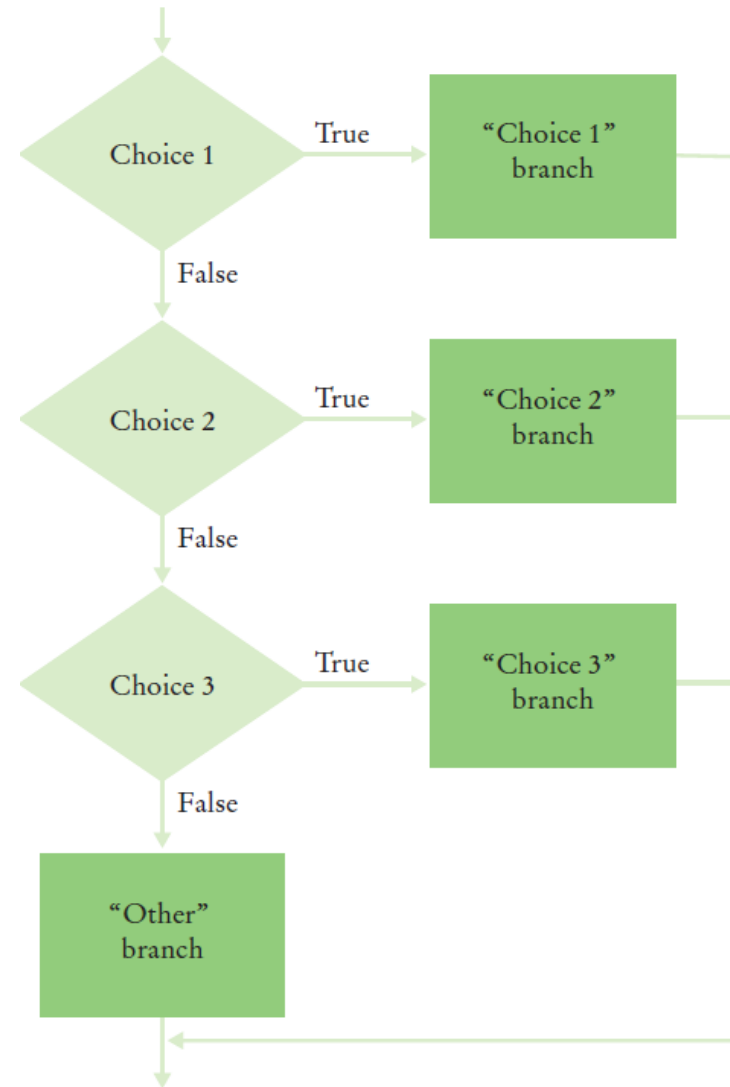 Choice 1
True
“Choice 1”
branch
False
Choice 2
True
“Choice 2”
branch
False
Choice 3
True
“Choice 3”
branch
False
“Other”
branch